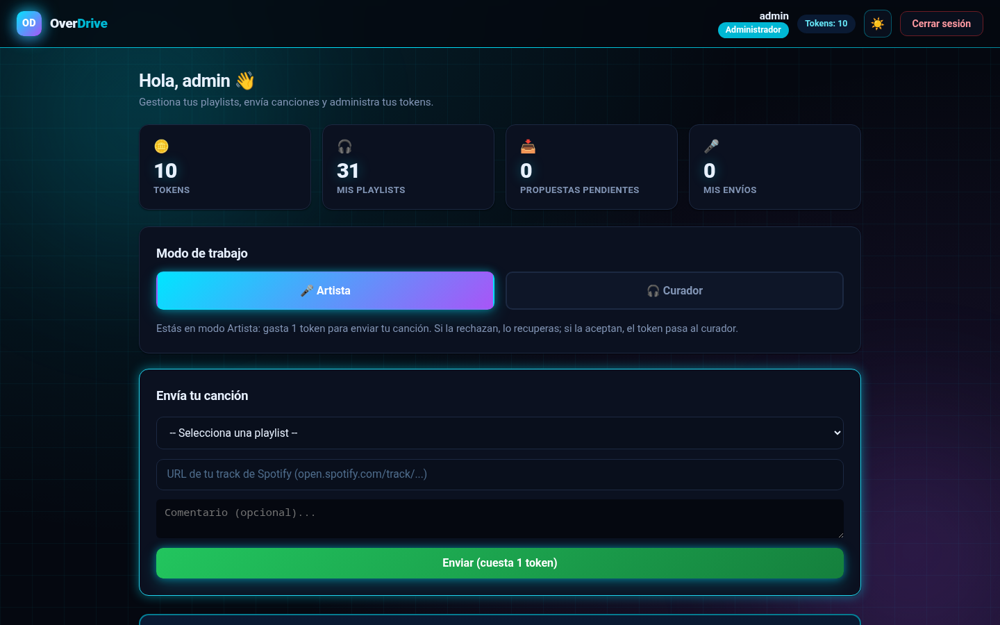 OD
OverDrive
admin
Administrador
Tokens: 10
Cerrar sesión
Hola, admin 👋
Gestiona tus playlists, envía canciones y administra tus tokens.
10
TOKENS
31
MIS PLAYLISTS
0
PROPUESTAS PENDIENTES
0
MIS ENVÍOS
Modo de trabajo
🎤 Artista
🎧 Curador
Estás en modo Artista: gasta 1 token para enviar tu canción. Si la rechazan, lo recuperas; si la aceptan, el token pasa al curador.
Envía tu canción
-- Selecciona una playlist --
URL de tu track de Spotify (open.spotify.com/track/...)
Comentario (opcional)...
Enviar (cuesta 1 token)